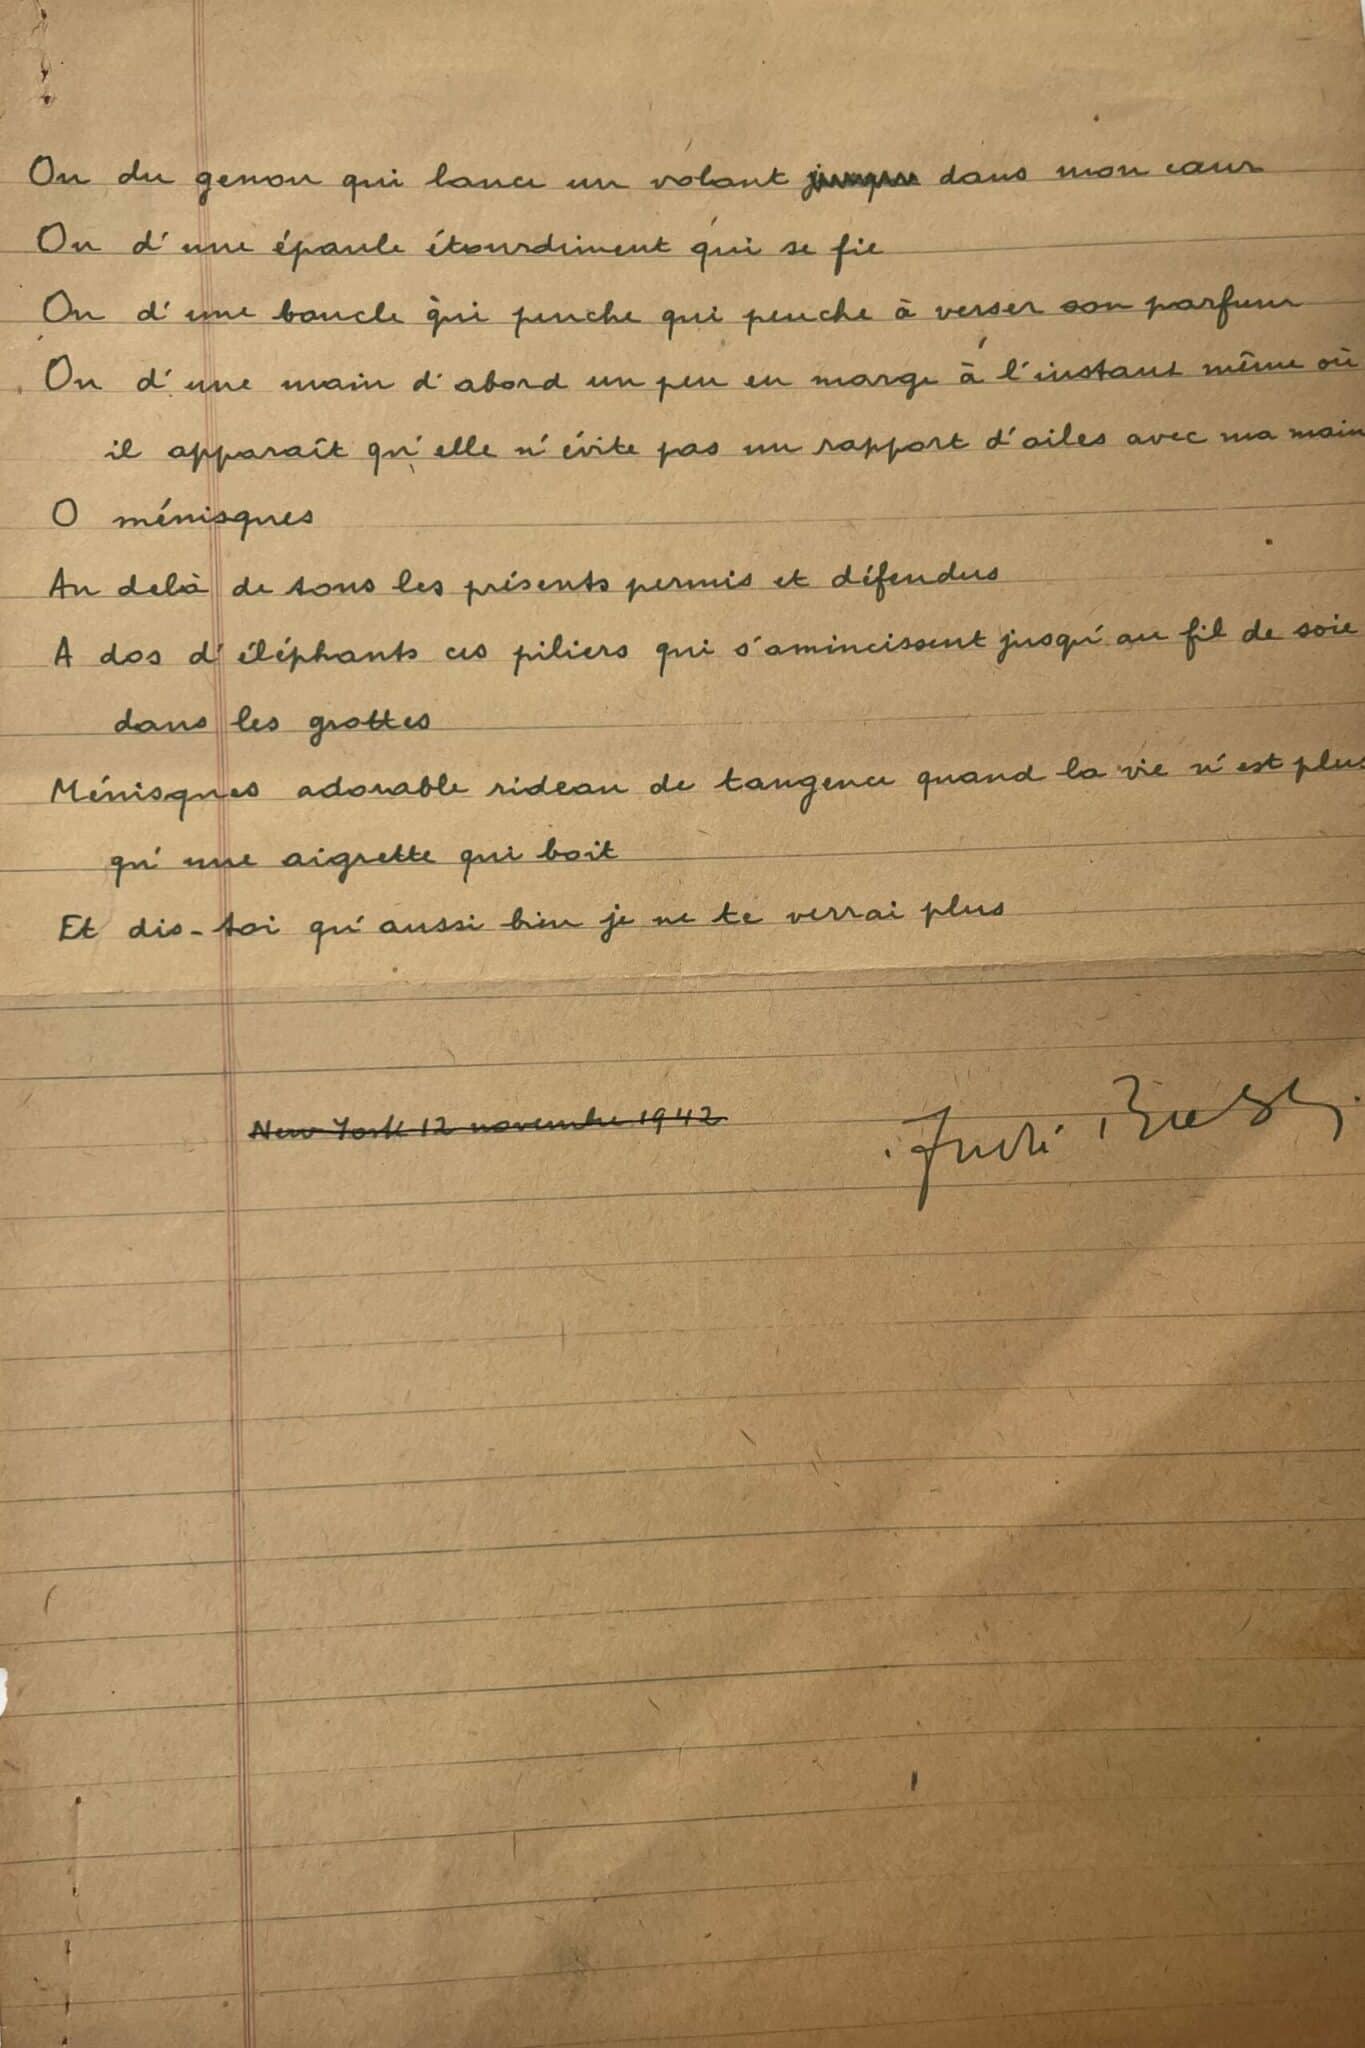 Ou du genou qui lance un volant jusque dans mon cœur
Ou d'une épaule étourdiment qui se fie
Ou d'une boucle qui penche qui penche à verser son parfum
Ou d'une main d'abord un peu en marge à l'instant même où
il apparaît qu'elle n'évite pas un rapport d'ailes avec ma main
O ménisques
Au delà de tous les présents permis et défendus
A dos d'éléphants ces piliers qui s'amincissent jusqu'au fil de soie
dans les grottes
Ménisques adorable rideau de tangence quand la vie n'est plus
qu'une aigrette qui boit
Et dis-toi qu'aussi bien je ne te verrai plus
New York 12 novembre 1942
André Breton